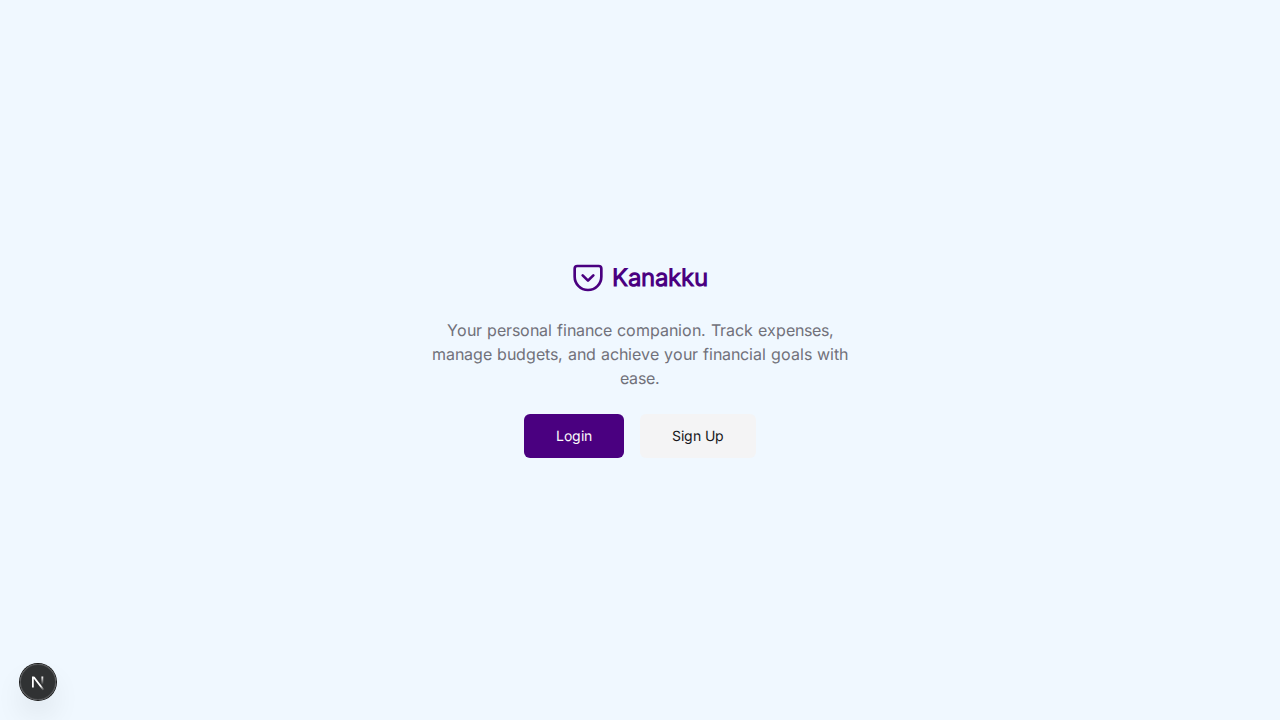 Kanakku
Your personal finance companion. Track expenses,
manage budgets, and achieve your financial goals with
ease.
Login
Sign Up
N